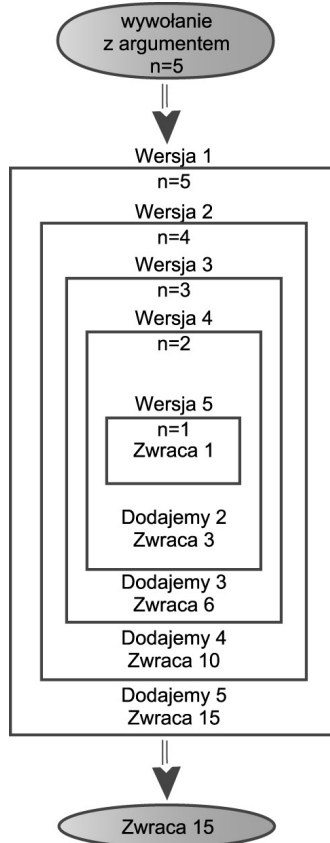 wywołanie
z argumentem
n=5
Wersja 1
n=5
Wersja 2
n=4
Wersja 3
n=3
Wersja 4
n=2
Wersja 5
n=1
Zwraca 1
Dodajemy 2
Zwraca 3
Dodajemy 3
Zwraca 6
Dodajemy 4
Zwraca 10
Dodajemy 5
Zwraca 15
Zwraca 15